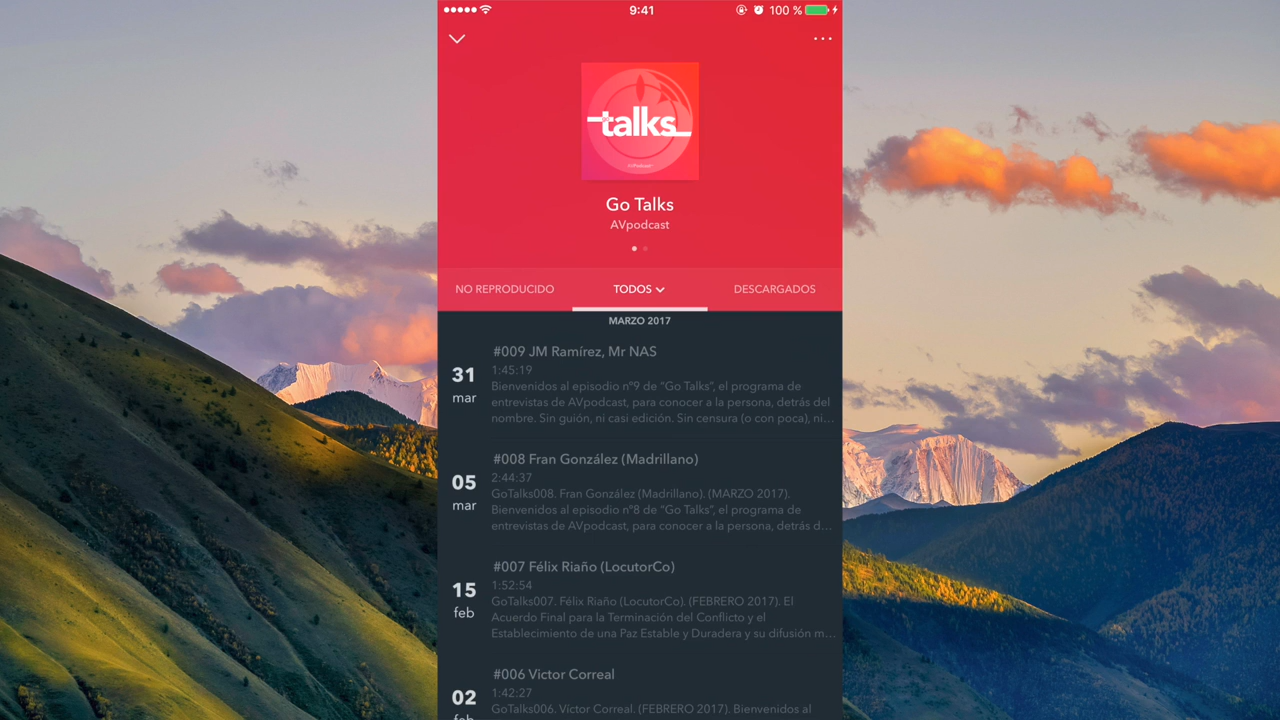 9:41
100 %
talks
AVPodcast
Go Talks
AVpodcast
NO REPRODUCIDO
TODOS
DESCARGADOS
MARZO 2017
31
mar
#009 JM Ramírez, Mr NAS
1:45:19
Bienvenidos al episodio nº9 de “Go Talks”, el programa de
entrevistas de AVpodcast, para conocer a la persona, detrás del
nombre. Sin guión, ni casi edición. Sin censura (o con poca), ni…
05
mar
#008 Fran González (Madrillano)
2:44:37
GoTalks008. Fran González (Madrillano). (MARZO 2017).
Bienvenidos al episodio nº8 de “Go Talks”, el programa de
entrevistas de AVpodcast, para conocer a la persona, detrás d…
15
feb
#007 Félix Riaño (LocutorCo)
1:52:54
GoTalks007. Félix Riaño (LocutorCo). (FEBRERO 2017). El
Acuerdo Final para la Terminación del Conflicto y el
Establecimiento de una Paz Estable y Duradera y su difusión m…
02
feb
#006 Victor Correal
1:42:27
GoTalks006. Víctor Correal. (FEBRERO 2017). Bienvenidos al